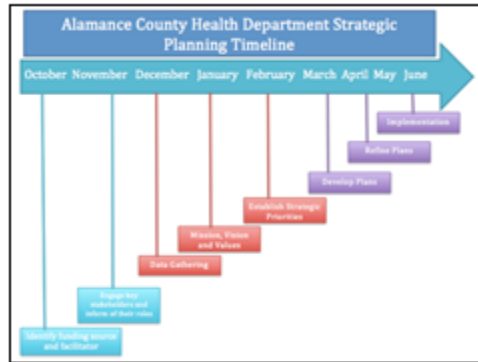 Alamance County Health Department Strategic
Planning Timeline
October November December January February March April May June
Implementation
Refine Plans
Develop Plans
Establish Strategic
Priorities
Mission, Vision
and Values
Data Gathering
Engage key
stakeholders and
inform of their roles
Identify funding source
and facilitator